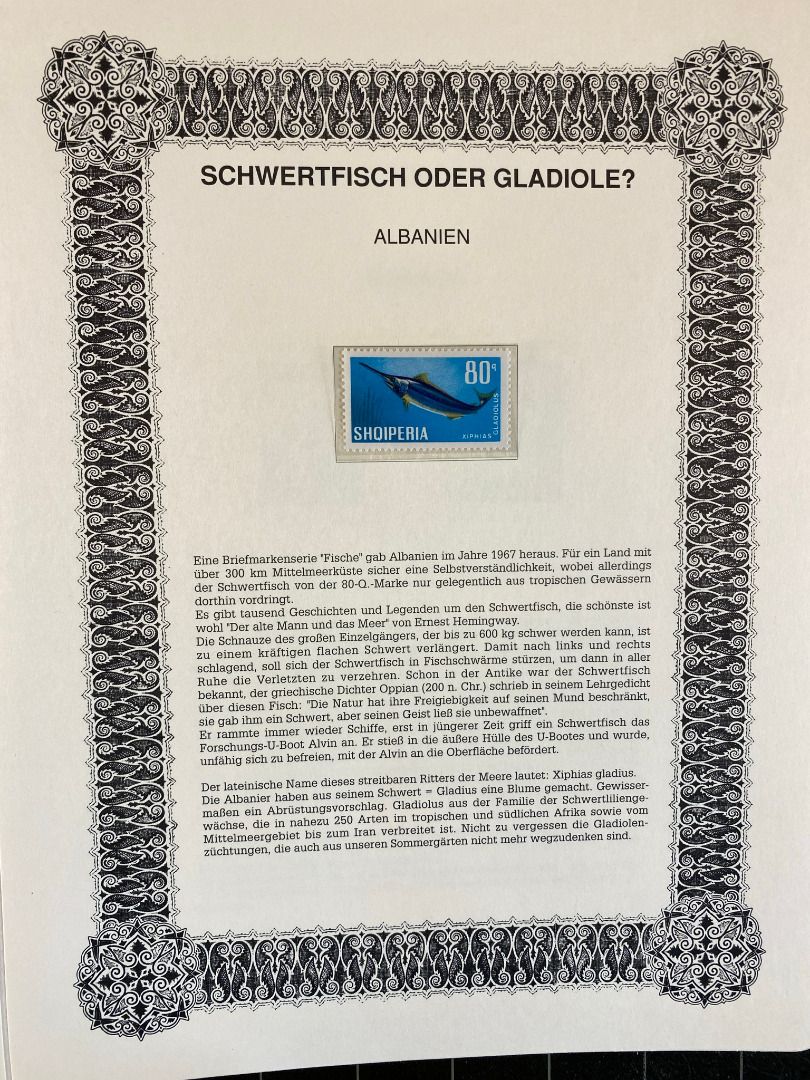 SCHWERTFISCH ODER GLADIOLE?
ALBANIEN
80q
SHQIPERIA
XIPHIAS GLADIOLUS
Eine Briefmarkenserie "Fische" gab Albanien im Jahre 1967 heraus. Für ein Land mit
über 300 km Mittelmeerküste sicher eine Selbstverständlichkeit, wobei allerdings
der Schwertfisch von der 80-Q.-Marke nur gelegentlich aus tropischen Gewässern
dorthin vordringt.
Es gibt tausend Geschichten und Legenden um den Schwertfisch, die schönste ist
wohl "Der alte Mann und das Meer" von Ernest Hemingway.
Die Schnauze des großen Einzelgängers, der bis zu 600 kg schwer werden kann, ist
zu einem kräftigen flachen Schwert verlängert. Damit nach links und rechts
schlagend, soll sich der Schwertfisch in Fischschwärme stürzen, um dann in aller
Ruhe die Verletzten zu verzehren. Schon in der Antike war der Schwertfisch
bekannt, der griechische Dichter Oppian (200 n. Chr.) schrieb in seinem Lehrgedicht
über diesen Fisch: "Die Natur hat ihre Freigiebigkeit auf seinen Mund beschränkt,
sie gab ihm ein Schwert, aber seinen Geist ließ sie unbewaffnet".
Er rammte immer wieder Schiffe, erst in jüngerer Zeit griff ein Schwertfisch das
Forschungs-U-Boot Alvin an. Er stieß in die äußere Hülle des U-Bootes und wurde,
unfähig sich zu befreien, mit der Alvin an die Oberfläche befördert.
Der lateinische Name dieses streitbaren Ritters der Meere lautet: Xiphias gladius.
Die Albanier haben aus seinem Schwert = Gladius eine Blume gemacht. Gewisser-
maßen ein Abrüstungsvorschlag. Gladiolus aus der Familie der Schwertlilienge-
wächse, die in nahezu 250 Arten im tropischen und südlichen Afrika sowie vom
Mittelmeergebiet bis zum Iran verbreitet ist. Nicht zu vergessen die Gladiolen-
züchtungen, die auch aus unseren Sommergärten nicht mehr wegzudenken sind.